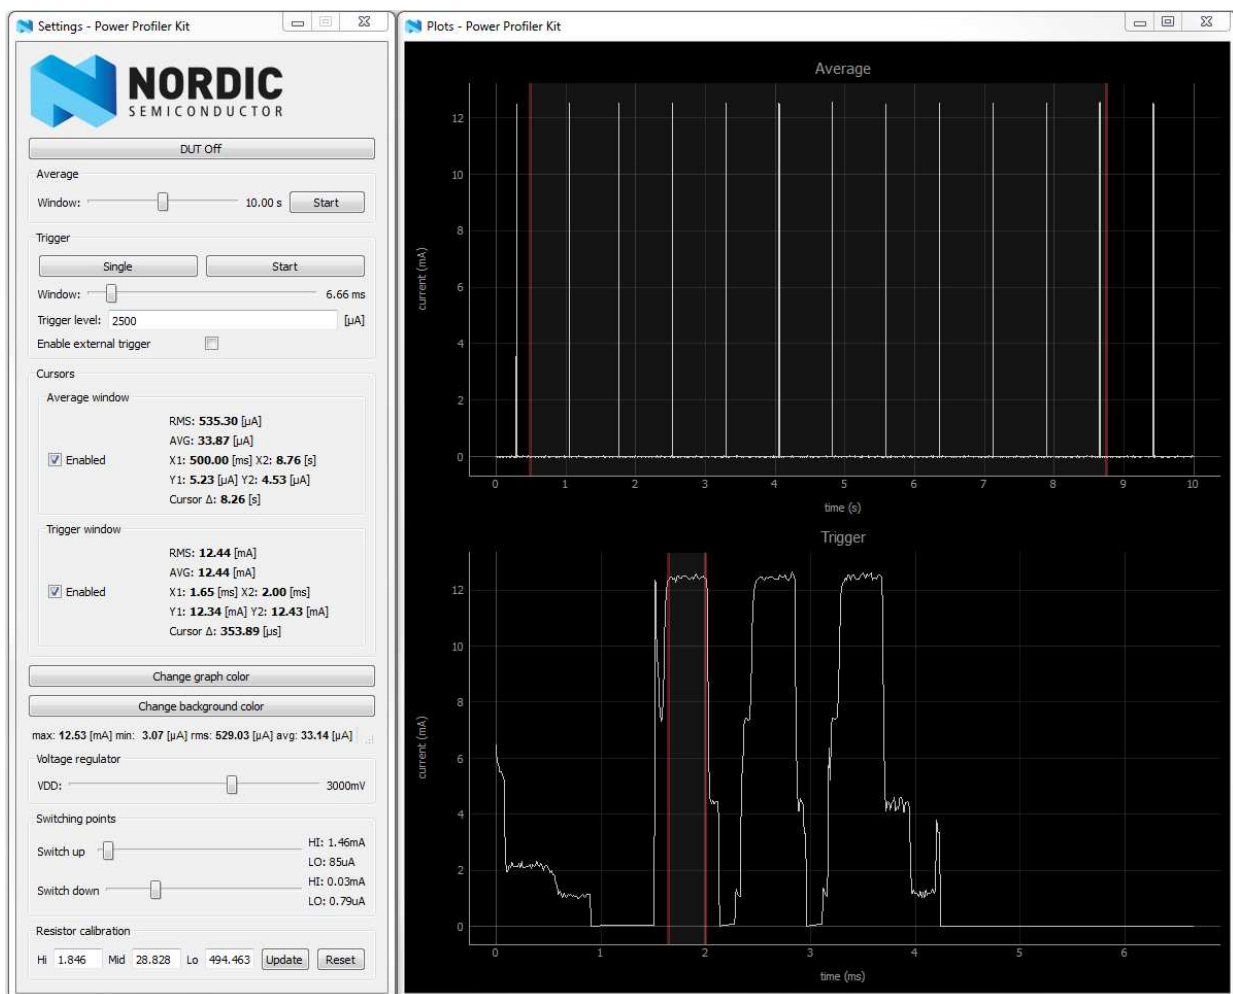 Settings - Power Profiler Kit
NORDIC
SEMICONDUCTOR
DUT Off
Average
Window: 10.00 s Start
Trigger
Single Start
Window: 6.66 ms
Trigger level: 2500 [µA]
Enable external trigger
Cursors
Average window
RMS: 535.30 [µA]
AVG: 33.87 [µA]
Enabled X1: 500.00 [ms] X2: 8.76 [s]
Y1: 5.23 [µA] Y2: 4.53 [µA]
Cursor Δ: 8.26 [s]
Trigger window
RMS: 12.44 [mA]
AVG: 12.44 [mA]
Enabled X1: 1.65 [ms] X2: 2.00 [ms]
Y1: 12.34 [mA] Y2: 12.43 [mA]
Cursor Δ: 353.89 [µs]
Change graph color
Change background color
max: 12.53 [mA] min: 3.07 [µA] rms: 529.03 [µA] avg: 33.14 [µA]
Voltage regulator
VDD: 3000mV
Switching points
Switch up HI: 1.46mA
LO: 85uA
Switch down HI: 0.03mA
LO: 0.79uA
Resistor calibration
Hi 1.846 Mid 28.828 Lo 494.463 Update Reset
Plots - Power Profiler Kit
Average
12
10
8
6
4
2
0
current (mA)
0 1 2 3 4 5 6 7 8 9 10
time (s)
Trigger
12
10
8
6
4
2
0
current (mA)
0 1 2 3 4 5 6
time (ms)